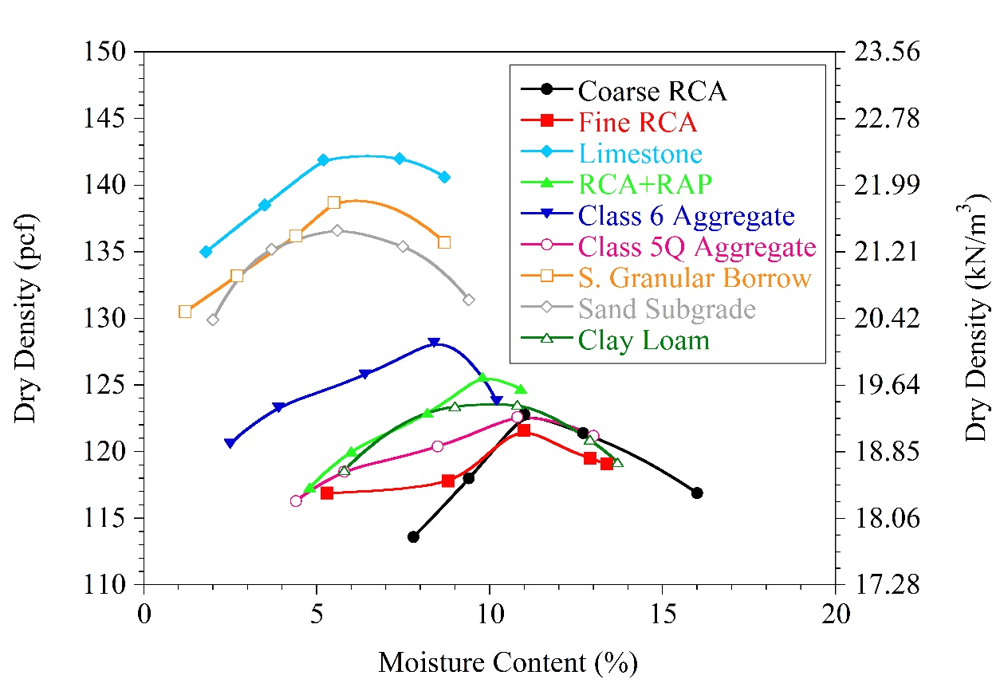 150
145
140
135
130
125
120
115
110
Dry Density (pcf)
23.56
22.78
21.99
21.21
20.42
19.64
18.85
18.06
17.28
Dry Density (kN/m³)
Coarse RCA
Fine RCA
Limestone
RCA+RAP
Class 6 Aggregate
Class 5Q Aggregate
S. Granular Borrow
Sand Subgrade
Clay Loam
0 5 10 15 20
Moisture Content (%)